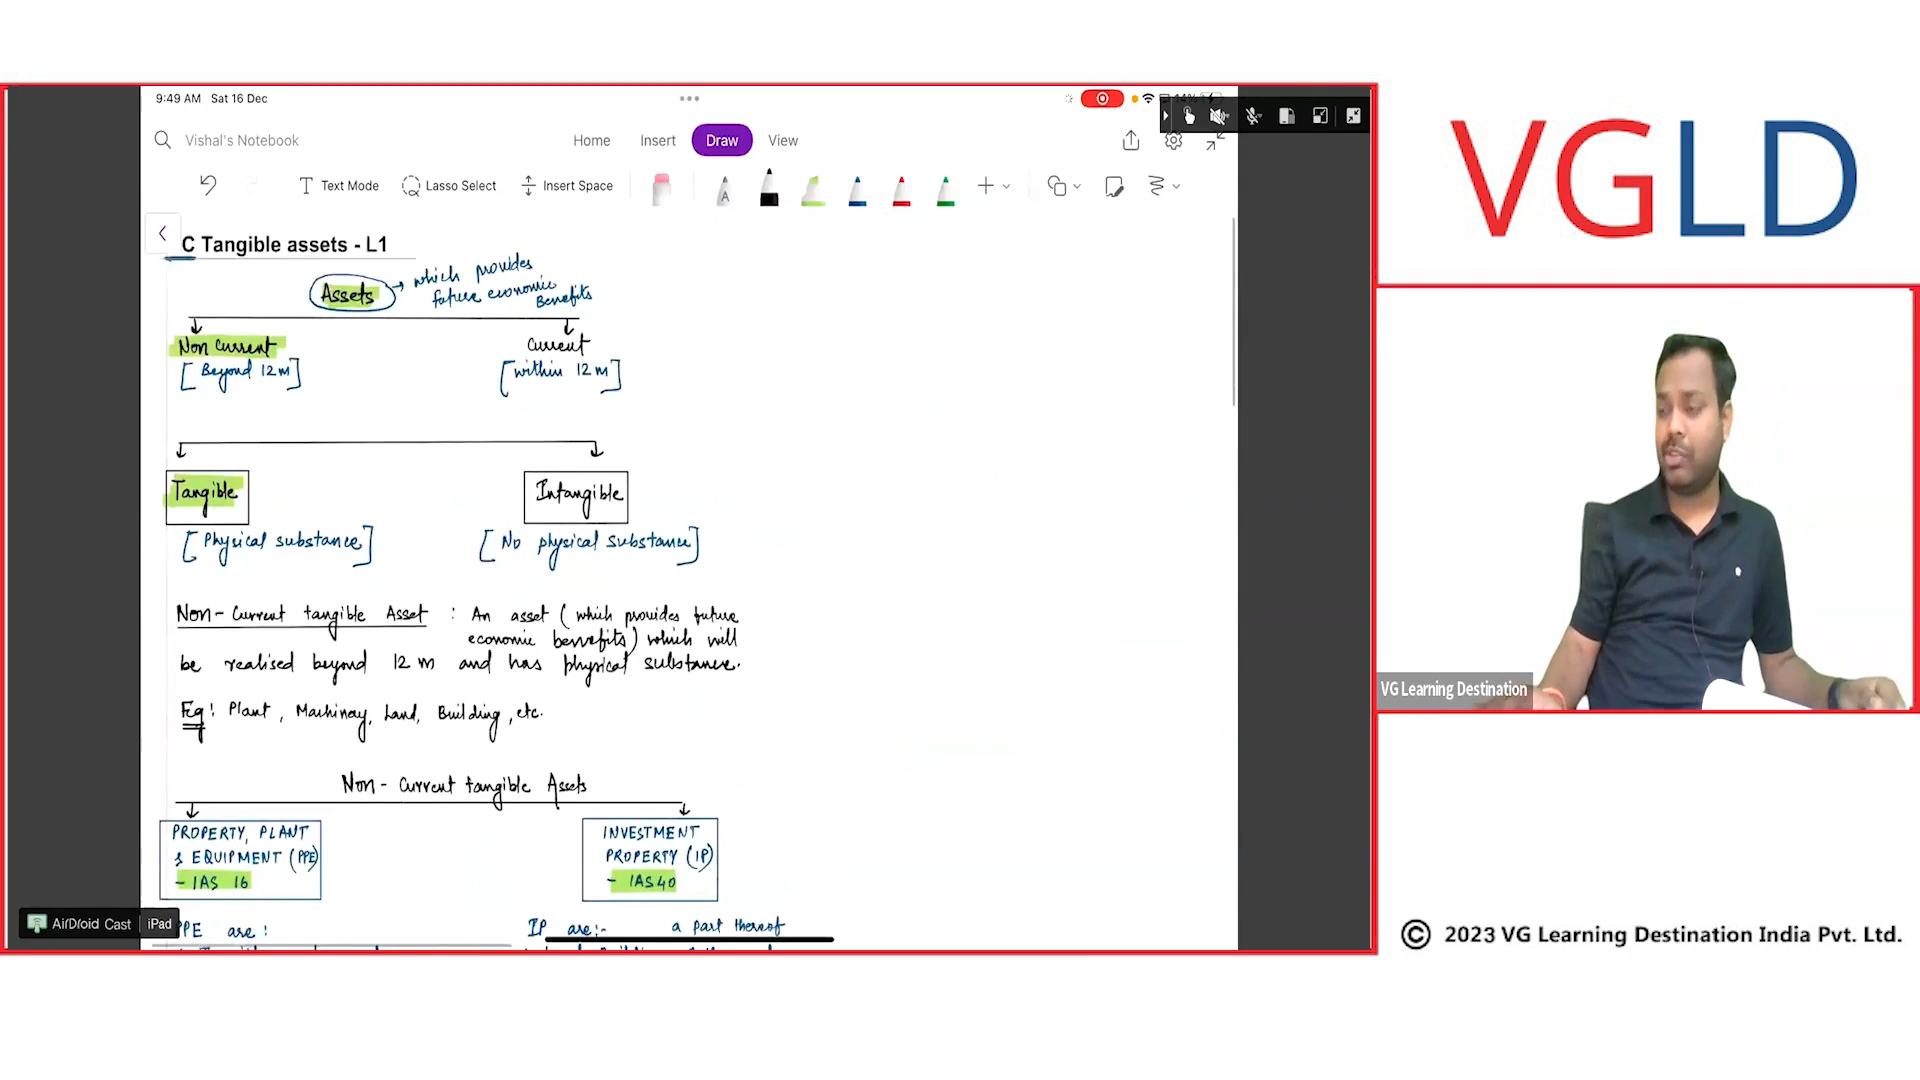 9:49 AM Sat 16 Dec
14%
Vishal's Notebook
Home Insert Draw View
Text Mode Lasso Select Insert Space
A
C Tangible assets - L1
Assets → which provides
future economic
Benefits
Non current
[Beyond 12m]
Current
[within 12 m]
Tangible
Intangible
[Physical substance]
[No physical substance]
Non-Current tangible Asset : An asset (which provides future
economic benefits) which will
be realised beyond 12 m and has physical substance.
Eg: Plant, Machinery, Land, Building, etc.
Non-Current tangible Assets
PROPERTY, PLANT
& EQUIPMENT (PPE)
- IAS 16
INVESTMENT
PROPERTY (IP)
- IAS40
PPE are:
IP are:- a part thereof
AirDroid Cast iPad
VGLD
VG Learning Destination
© 2023 VG Learning Destination India Pvt. Ltd.